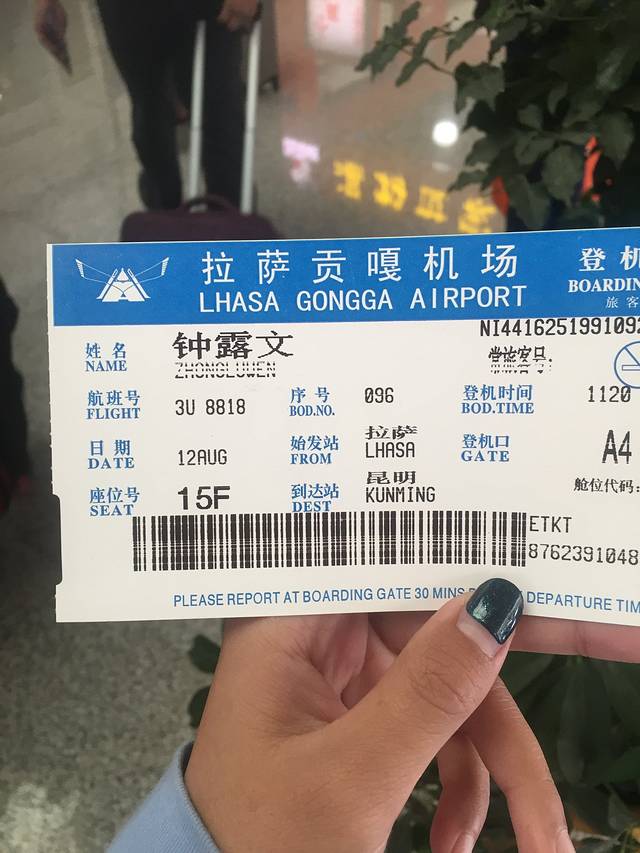 拉萨贡嘎机场
LHASA GONGGA AIRPORT
登机
BOARDIN
旅客
NI4416251991092
姓名
NAME
钟露文
ZHONGLUWEN
常旅客号:
航班号
FLIGHT
3U 8818
序号
BOD.NO.
096
登机时间
BOD.TIME
1120
日期
DATE
12AUG
始发站
FROM
拉萨
LHASA
登机口
GATE
A4
座位号
SEAT
15F
到达站
DEST
昆明
KUNMING
舱位代码:
ETKT
8762391048
PLEASE REPORT AT BOARDING GATE 30 MINS
DEPARTURE TIM